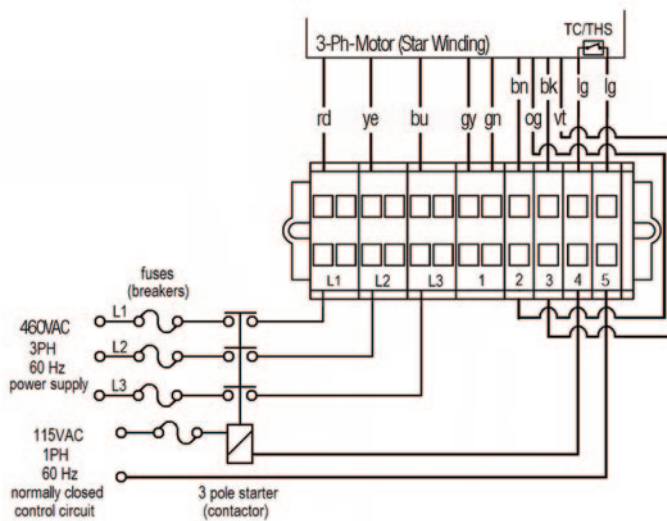 TC/THS
3-Ph-Motor (Star Winding)
rd
ye
bu
gy
gn
bn
og
bk
vt
lg
lg
L1
L2
L3
1
2
3
4
5
fuses
(breakers)
460VAC
3PH
60 Hz
power supply
L1
L2
L3
115VAC
1PH
60 Hz
normally closed
control circuit
3 pole starter
(contactor)